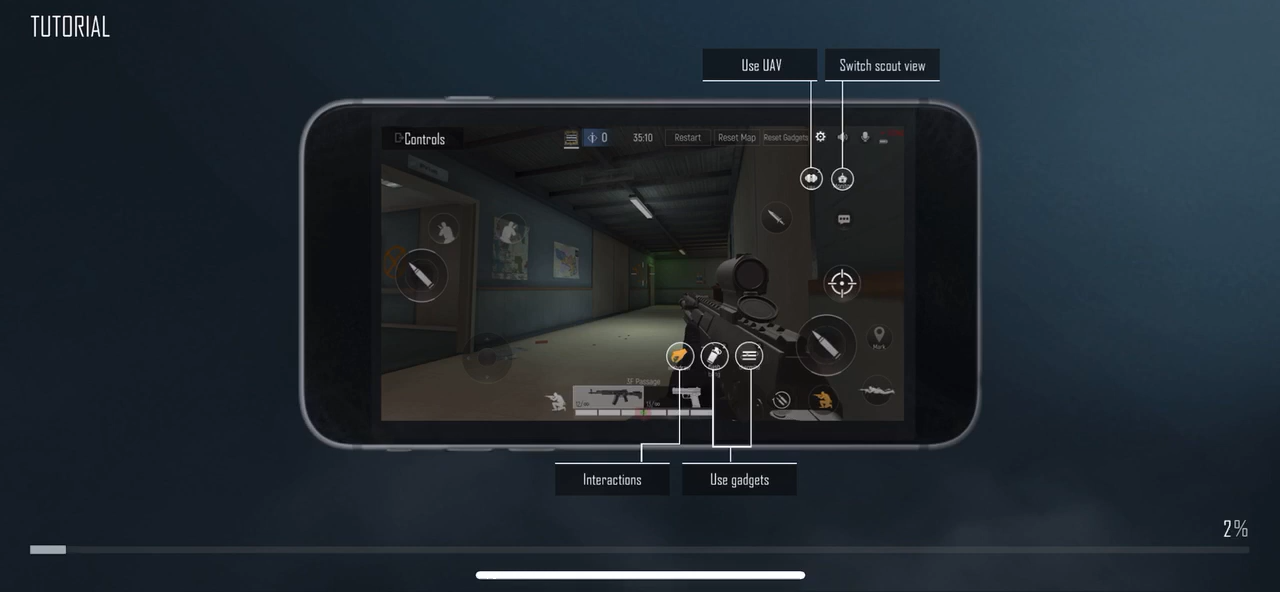 TUTORIAL
Use UAV
Switch scout view
Controls
0
35:10
Restart
Reset Map
Reset Gadgets
Mark
3F Passage
Interactions
Use gadgets
2%